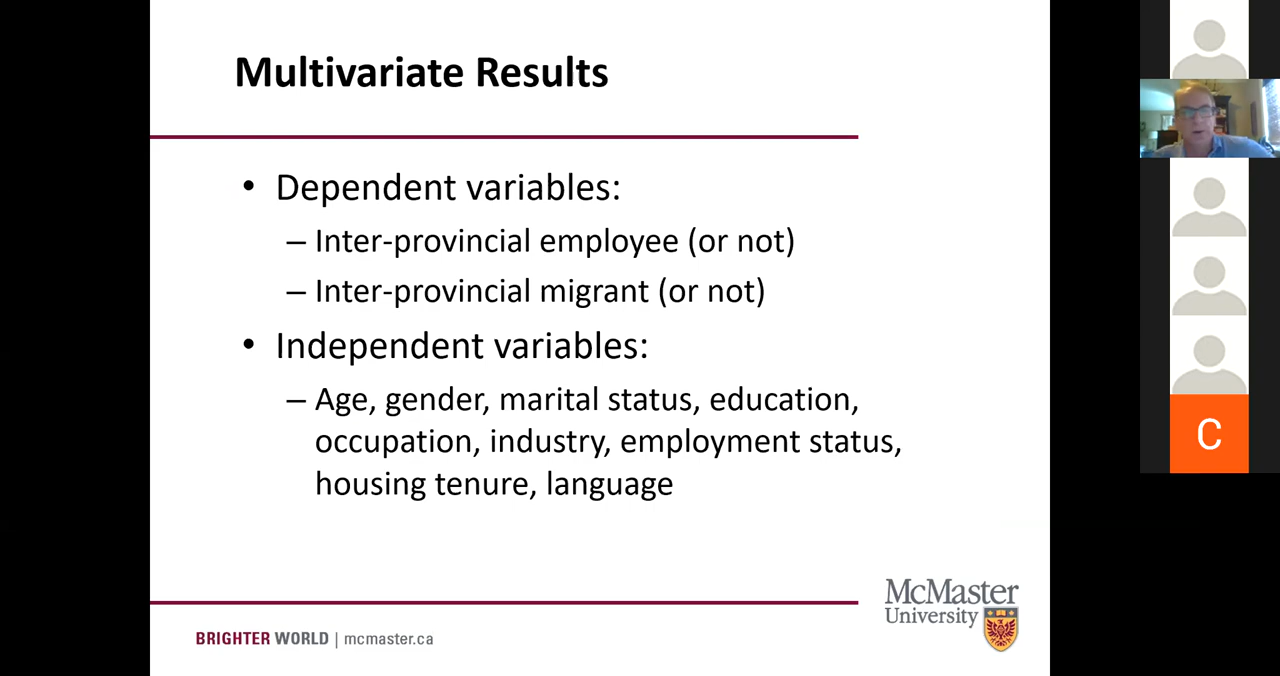 Multivariate Results
• Dependent variables:
– Inter-provincial employee (or not)
– Inter-provincial migrant (or not)
• Independent variables:
– Age, gender, marital status, education,
occupation, industry, employment status,
housing tenure, language
C
McMaster
University
BRIGHTER WORLD | mcmaster.ca